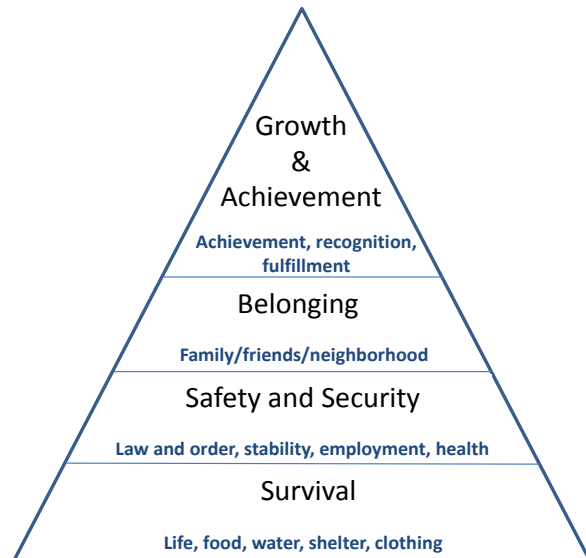 Growth
&
Achievement
Achievement, recognition,
fulfillment
Belonging
Family/friends/neighborhood
Safety and Security
Law and order, stability, employment, health
Survival
Life, food, water, shelter, clothing